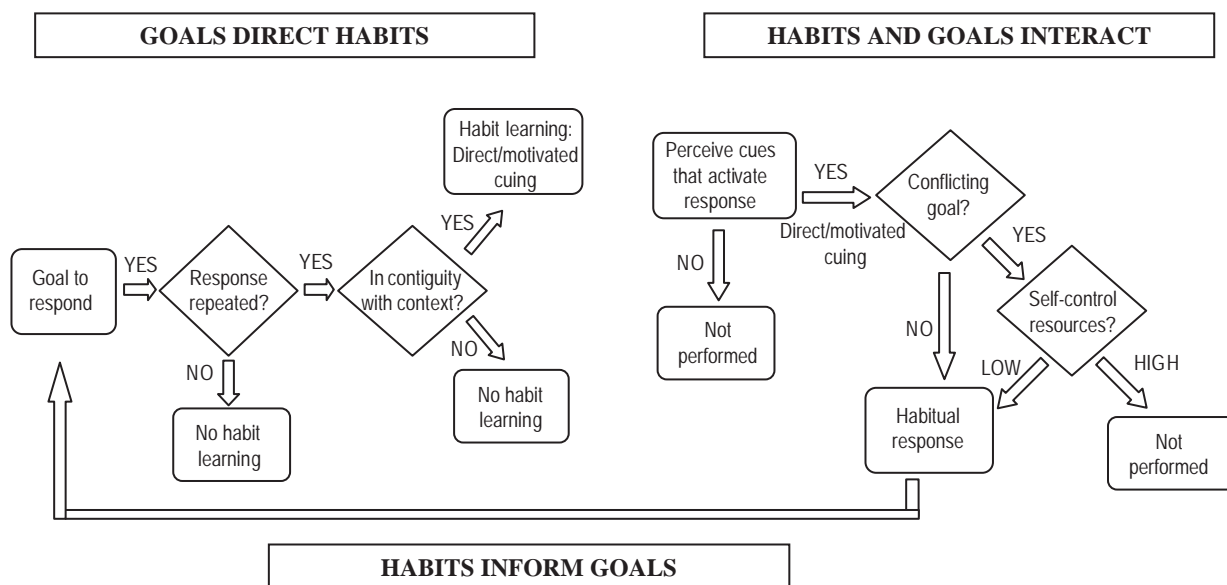 GOALS DIRECT HABITS
HABITS AND GOALS INTERACT
Habit learning:
Direct/motivated
cuing
YES
Goal to
respond
YES
Response
repeated?
YES
In contiguity
with context?
NO
No habit
learning
NO
No habit
learning
Perceive cues
that activate
response
YES
Direct/motivated
cuing
Conflicting
goal?
NO
Not
performed
YES
Self-control
resources?
NO
LOW
HIGH
Habitual
response
Not
performed
HABITS INFORM GOALS